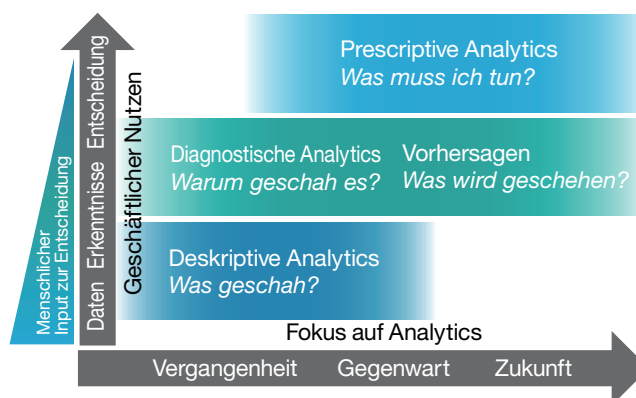 Prescriptive Analytics
Was muss ich tun?
Diagnostische Analytics
Warum geschah es?
Vorhersagen
Was wird geschehen?
Deskriptive Analytics
Was geschah?
Menschlicher
Input zur Entscheidung
Daten Erkenntnisse Entscheidung
Geschäftlicher Nutzen
Fokus auf Analytics
Vergangenheit Gegenwart Zukunft